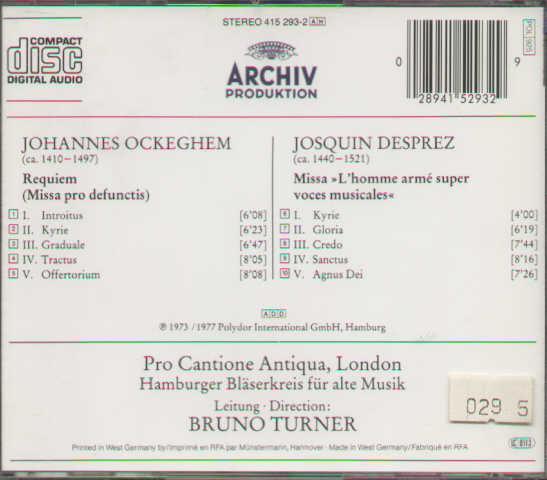 STEREO 415 293-2 AH
COMPACT
disc
DIGITAL AUDIO
ARCHIV
PRODUKTION
0 28941 52932 9
POL 905
JOHANNES OCKEGHEM
(ca. 1410–1497)
Requiem
(Missa pro defunctis)
1 I. Introitus [6'08]
2 II. Kyrie [6'23]
3 III. Graduale [6'47]
4 IV. Tractus [8'05]
5 V. Offertorium [8'08]
JOSQUIN DESPREZ
(ca. 1440–1521)
Missa »L'homme armé super
voces musicales«
6 I. Kyrie [4'00]
7 II. Gloria [6'19]
8 III. Credo [7'44]
9 IV. Sanctus [8'16]
10 V. Agnus Dei [7'26]
ADD
℗ 1973 / 1977 Polydor International GmbH, Hamburg
Pro Cantione Antiqua, London
Hamburger Bläserkreis für alte Musik
Leitung · Direction:
BRUNO TURNER
029 5
Printed in West Germany by/Imprimé en RFA par Münstermann, Hannover · Made in West Germany/Fabriqué en RFA